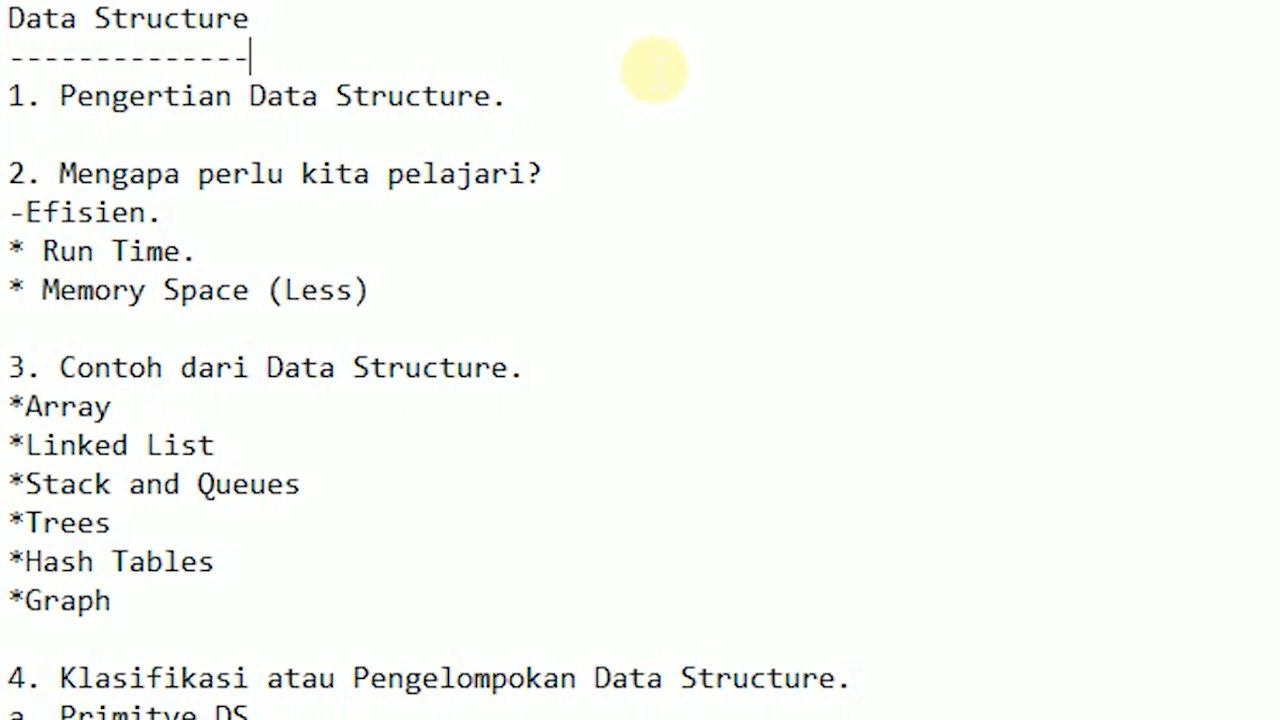 Data Structure
--------------
1. Pengertian Data Structure.
2. Mengapa perlu kita pelajari?
-Efisien.
* Run Time.
* Memory Space (Less)
3. Contoh dari Data Structure.
*Array
*Linked List
*Stack and Queues
*Trees
*Hash Tables
*Graph
4. Klasifikasi atau Pengelompokan Data Structure.
a. Primitve DS